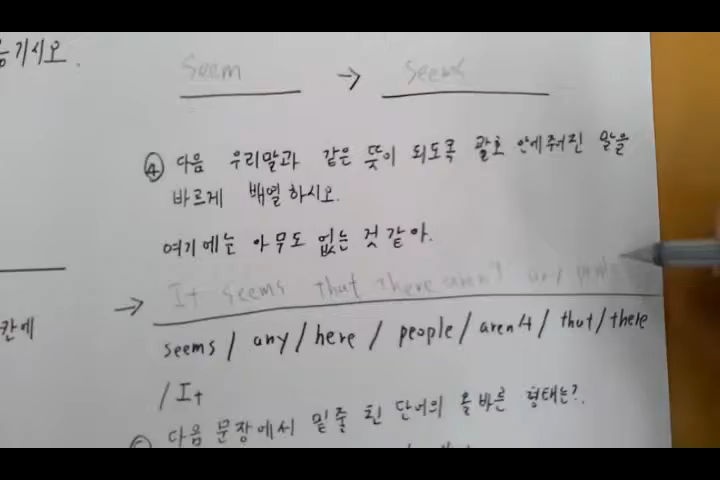 옮기시오.
Seem → Seems
④ 다음 우리말과 같은 뜻이 되도록 괄호 안에 주어진 말을
바르게 배열하시오.
여기에는 아무도 없는 것 같아.
칸에
→ It seems that there aren't any
seems / any / here / people / aren't / that / there
/ It
다음 문장에서 밑줄 친 단어의 올바른 형태는?